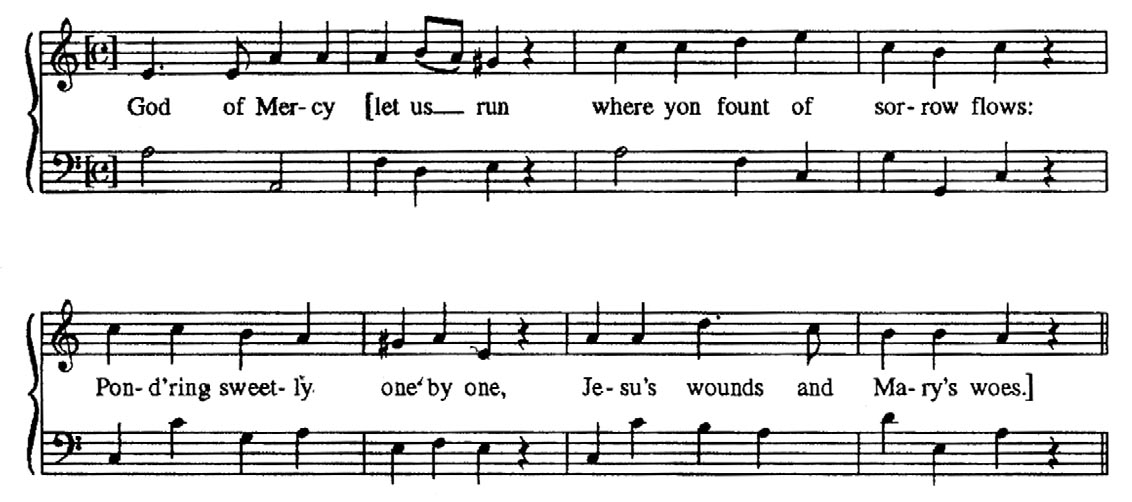 God of Mer-cy [let us run where yon fount of sor-row flows:
Pon-d'ring sweet-ly one by one, Je-su's wounds and Ma-ry's woes.]